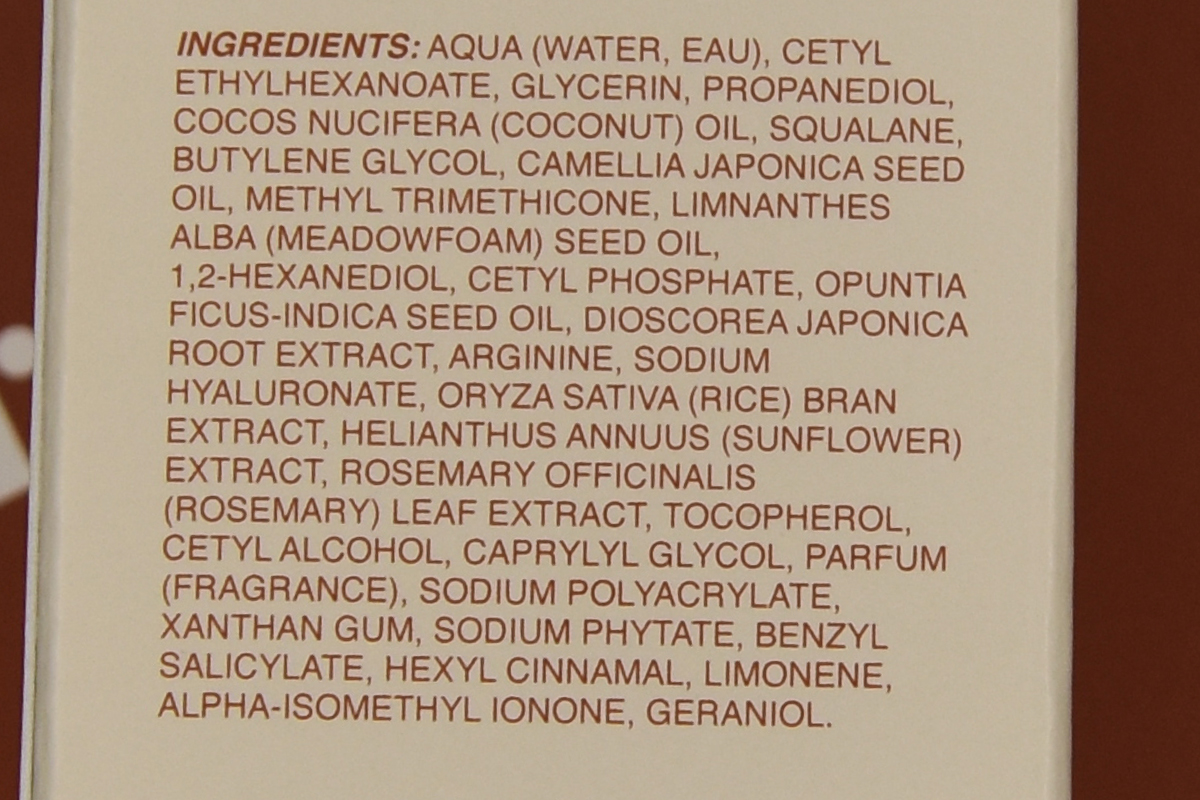 INGREDIENTS: AQUA (WATER, EAU), CETYL
ETHYLHEXANOATE, GLYCERIN, PROPANEDIOL,
COCOS NUCIFERA (COCONUT) OIL, SQUALANE,
BUTYLENE GLYCOL, CAMELLIA JAPONICA SEED
OIL, METHYL TRIMETHICONE, LIMNANTHES
ALBA (MEADOWFOAM) SEED OIL,
1,2-HEXANEDIOL, CETYL PHOSPHATE, OPUNTIA
FICUS-INDICA SEED OIL, DIOSCOREA JAPONICA
ROOT EXTRACT, ARGININE, SODIUM
HYALURONATE, ORYZA SATIVA (RICE) BRAN
EXTRACT, HELIANTHUS ANNUUS (SUNFLOWER)
EXTRACT, ROSEMARY OFFICINALIS
(ROSEMARY) LEAF EXTRACT, TOCOPHEROL,
CETYL ALCOHOL, CAPRYLYL GLYCOL, PARFUM
(FRAGRANCE), SODIUM POLYACRYLATE,
XANTHAN GUM, SODIUM PHYTATE, BENZYL
SALICYLATE, HEXYL CINNAMAL, LIMONENE,
ALPHA-ISOMETHYL IONONE, GERANIOL.